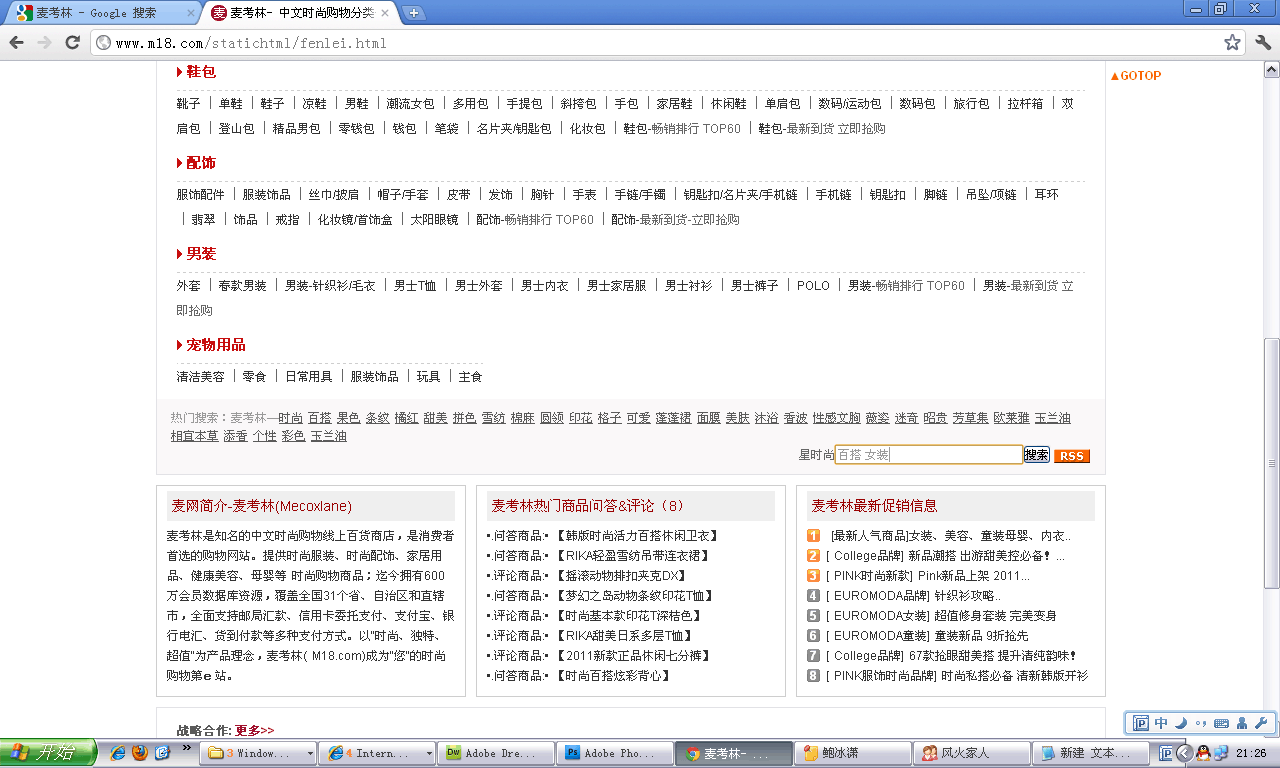 麦考林 - Google 搜索
麦考林- 中文时尚购物分类
www.m18.com/statichtml/fenlei.html
鞋包
▲GOTOP
靴子 | 单鞋 | 鞋子 | 凉鞋 | 男鞋 | 潮流女包 | 多用包 | 手提包 | 斜挎包 | 手包 | 家居鞋 | 休闲鞋 | 单肩包 | 数码/运动包 | 数码包 | 旅行包 | 拉杆箱 | 双
肩包 | 登山包 | 精品男包 | 零钱包 | 钱包 | 笔袋 | 名片夹/钥匙包 | 化妆包 | 鞋包-畅销排行 TOP60 | 鞋包-最新到货 立即抢购
配饰
服饰配件 | 服装饰品 | 丝巾/披肩 | 帽子/手套 | 皮带 | 发饰 | 胸针 | 手表 | 手链/手镯 | 钥匙扣/名片夹/手机链 | 手机链 | 钥匙扣 | 脚链 | 吊坠/项链 | 耳环
| 翡翠 | 饰品 | 戒指 | 化妆镜/首饰盒 | 太阳眼镜 | 配饰-畅销排行 TOP60 | 配饰-最新到货-立即抢购
男装
外套 | 春款男装 | 男装-针织衫/毛衣 | 男士T恤 | 男士外套 | 男士内衣 | 男士家居服 | 男士衬衫 | 男士裤子 | POLO | 男装-畅销排行 TOP60 | 男装-最新到货 立
即抢购
宠物用品
清洁美容 | 零食 | 日常用具 | 服装饰品 | 玩具 | 主食
热门搜索：麦考林—时尚 百搭 果色 条纹 橘红 甜美 拼色 雪纺 棉麻 圆领 印花 格子 可爱 蓬蓬裙 面膜 美肤 沐浴 香波 性感文胸 薇姿 迷奇 昭贵 芳草集 欧莱雅 玉兰油
相宜本草 添香 个性 彩色 玉兰油
星时尚 百搭 女装 搜索 RSS
麦网简介-麦考林(Mecoxlane)
麦考林是知名的中文时尚购物线上百货商店，是消费者
首选的购物网站。提供时尚服装、时尚配饰、家居用
品、健康美容、母婴等 时尚购物商品；迄今拥有600
万会员数据库资源，覆盖全国31个省、自治区和直辖
市，全面支持邮局汇款、信用卡委托支付、支付宝、银
行电汇、货到付款等多种支付方式。以"时尚、独特、
超值"为产品理念，麦考林( M18.com)成为"您"的时尚
购物第e 站。
麦考林热门商品问答&评论（8）
•.问答商品:• 【韩版时尚活力百搭休闲卫衣】
•.问答商品:• 【RIKA轻盈雪纺吊带连衣裙】
•.评论商品:• 【摇滚动物排扣夹克DX】
•.问答商品:• 【梦幻之岛动物条纹印花T恤】
•.评论商品:• 【时尚基本款印花T深桔色】
•.评论商品:• 【RIKA甜美日系多层T恤】
•.评论商品:• 【2011新款正品休闲七分裤】
•.问答商品:• 【时尚百搭炫彩背心】
麦考林最新促销信息
1 [最新人气商品]女装、美容、童装母婴、内衣..
2 [ College品牌] 新品潮搭 出游甜美控必备！...
3 [ PINK时尚新款] Pink新品上架 2011...
4 [ EUROMODA品牌] 针织衫攻略..
5 [ EUROMODA女装] 超值修身套装 完美变身
6 [ EUROMODA童装] 童装新品 9折抢先
7 [ College品牌] 67款抢眼甜美搭 提升清纯韵味！
8 [ PINK服饰时尚品牌] 时尚私搭必备 清新韩版开衫
战略合作: 更多>>
中
开始 3 Window... 4 Intern... Adobe Dre... Adobe Pho... 麦考林- ... 鲍冰潇 风火家人 新建 文本... 21:26